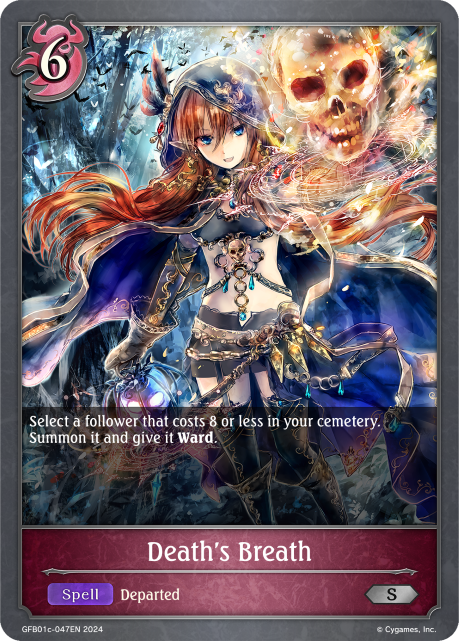 6
Select a follower that costs 8 or less in your cemetery.
Summon it and give it Ward.
Death's Breath
Spell Departed S
GFB01c-047EN 2024 © Cygames, Inc.